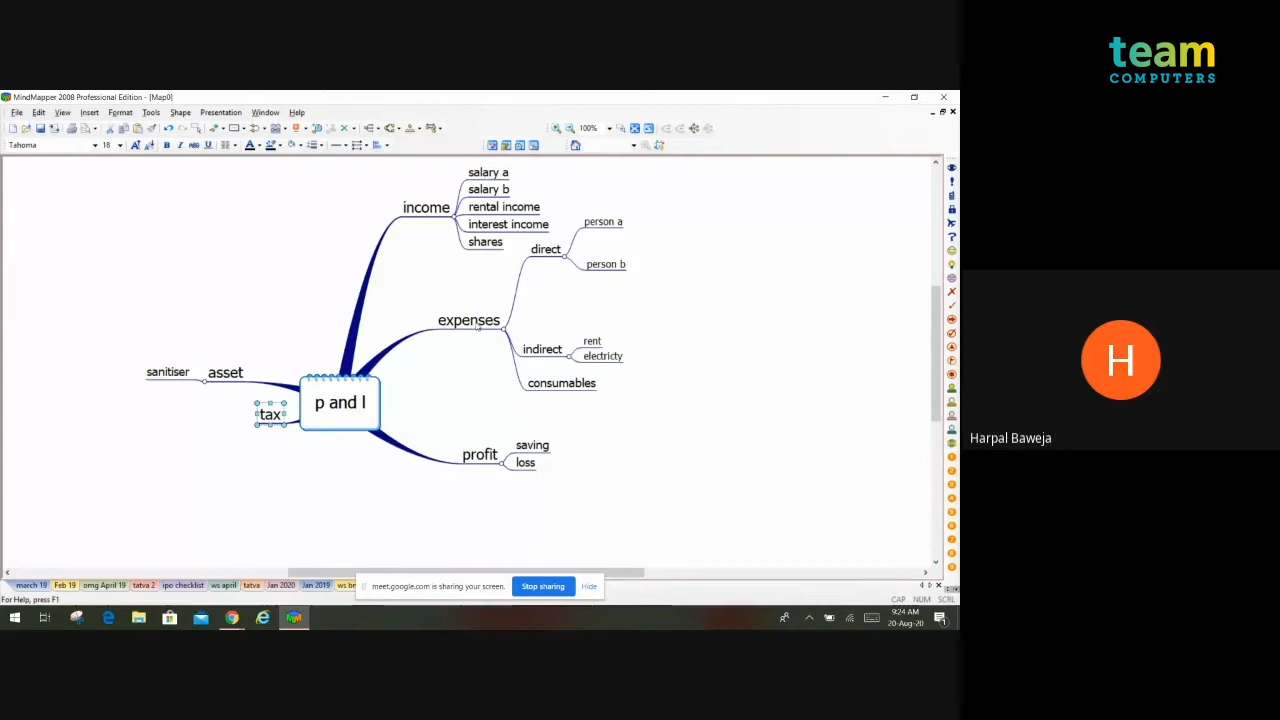 team
COMPUTERS
MindMapper 2008 Professional Edition - [Map0]
File Edit View Insert Format Tools Shape Presentation Window Help
100%
Tahoma 18
salary a
salary b
income
rental income
interest income
shares
person a
direct
person b
expenses
rent
indirect
electricty
consumables
sanitiser asset
p and l
tax
saving
profit
loss
Harpal Baweja
H
march 19 Feb 19 omg April 19 tatva 2 ipo checklist ws april tatva Jan 2020 Jan 2019
meet.google.com is sharing your screen. Stop sharing Hide
For Help, press F1
CAP NUM SCRL
9:24 AM
20-Aug-20